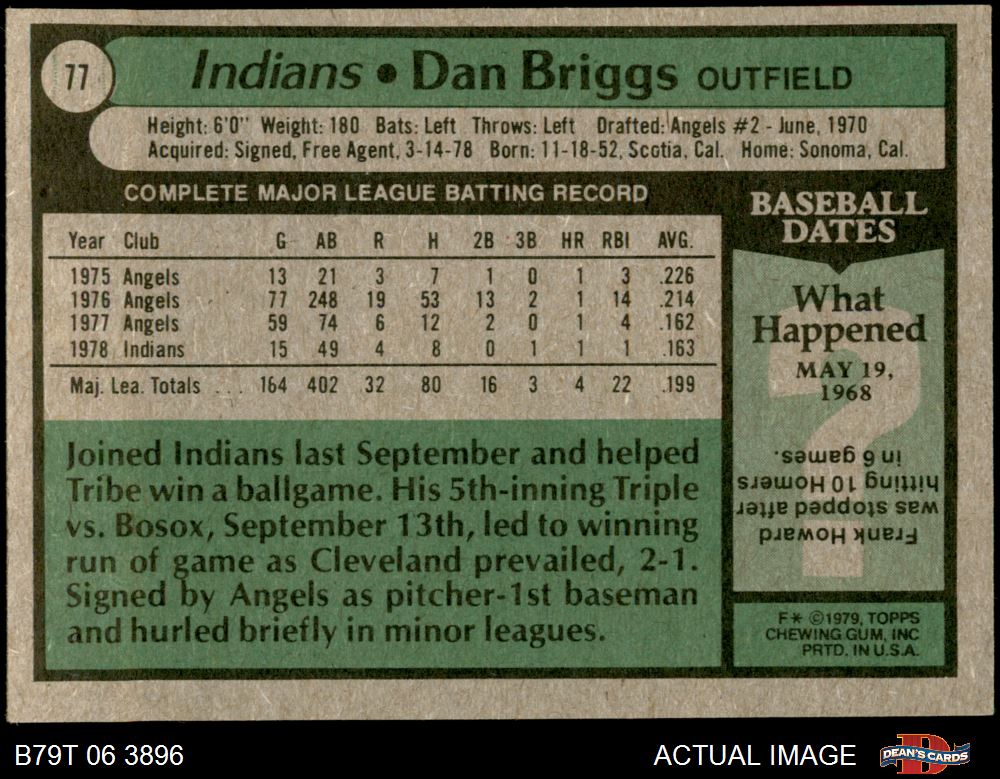 77
Indians • Dan Briggs OUTFIELD
Height: 6'0" Weight: 180 Bats: Left Throws: Left Drafted: Angels #2 - June, 1970
Acquired: Signed, Free Agent, 3-14-78 Born: 11-18-52, Scotia, Cal. Home: Sonoma, Cal.
COMPLETE MAJOR LEAGUE BATTING RECORD
Year Club G AB R H 2B 3B HR RBI AVG.
1975 Angels 13 21 3 7 1 0 1 3 .226
1976 Angels 77 248 19 53 13 2 1 14 .214
1977 Angels 59 74 6 12 2 0 1 4 .162
1978 Indians 15 49 4 8 0 1 1 1 .163
Maj. Lea. Totals . . . 164 402 32 80 16 3 4 22 .199
Joined Indians last September and helped
Tribe win a ballgame. His 5th-inning Triple
vs. Bosox, September 13th, led to winning
run of game as Cleveland prevailed, 2-1.
Signed by Angels as pitcher-1st baseman
and hurled briefly in minor leagues.
BASEBALL
DATES
What
Happened
MAY 19,
1968
Frank Howard
was stopped after
hitting 10 Homers
in 6 games.
F* ©1979, TOPPS
CHEWING GUM, INC
PRTD. IN U.S.A.
B79T 06 3896
ACTUAL IMAGE
DEAN'S CARDS